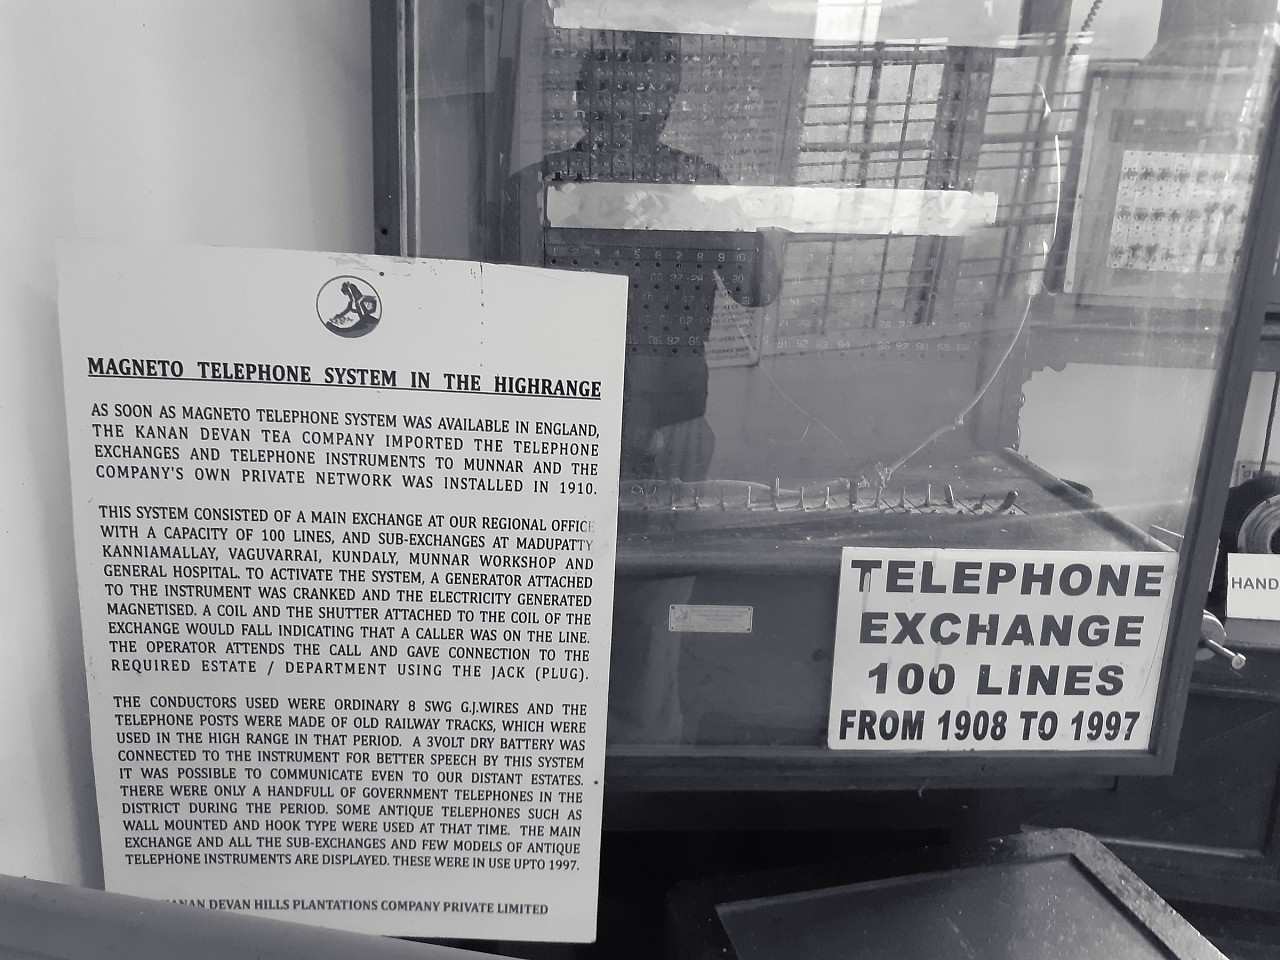 MAGNETO TELEPHONE SYSTEM IN THE HIGHRANGE
AS SOON AS MAGNETO TELEPHONE SYSTEM WAS AVAILABLE IN ENGLAND,
THE KANAN DEVAN TEA COMPANY IMPORTED THE TELEPHONE
EXCHANGES AND TELEPHONE INSTRUMENTS TO MUNNAR AND THE
COMPANY'S OWN PRIVATE NETWORK WAS INSTALLED IN 1910.
THIS SYSTEM CONSISTED OF A MAIN EXCHANGE AT OUR REGIONAL OFFICE
WITH A CAPACITY OF 100 LINES, AND SUB-EXCHANGES AT MADUPATTY
KANNIAMALLAY, VAGUVARRAI, KUNDALY, MUNNAR WORKSHOP AND
GENERAL HOSPITAL. TO ACTIVATE THE SYSTEM, A GENERATOR ATTACHED
TO THE INSTRUMENT WAS CRANKED AND THE ELECTRICITY GENERATED
MAGNETISED. A COIL AND THE SHUTTER ATTACHED TO THE COIL OF THE
EXCHANGE WOULD FALL INDICATING THAT A CALLER WAS ON THE LINE.
THE OPERATOR ATTENDS THE CALL AND GAVE CONNECTION TO THE
REQUIRED ESTATE / DEPARTMENT USING THE JACK (PLUG).
THE CONDUCTORS USED WERE ORDINARY 8 SWG G.J.WIRES AND THE
TELEPHONE POSTS WERE MADE OF OLD RAILWAY TRACKS, WHICH WERE
USED IN THE HIGH RANGE IN THAT PERIOD. A 3VOLT DRY BATTERY WAS
CONNECTED TO THE INSTRUMENT FOR BETTER SPEECH BY THIS SYSTEM
IT WAS POSSIBLE TO COMMUNICATE EVEN TO OUR DISTANT ESTATES.
THERE WERE ONLY A HANDFULL OF GOVERNMENT TELEPHONES IN THE
DISTRICT DURING THE PERIOD. SOME ANTIQUE TELEPHONES SUCH AS
WALL MOUNTED AND HOOK TYPE WERE USED AT THAT TIME. THE MAIN
EXCHANGE AND ALL THE SUB-EXCHANGES AND FEW MODELS OF ANTIQUE
TELEPHONE INSTRUMENTS ARE DISPLAYED. THESE WERE IN USE UPTO 1997.
DEVAN HILLS PLANTATIONS COMPANY PRIVATE LIMITED
TELEPHONE
EXCHANGE
100 LINES
FROM 1908 TO 1997
HAND